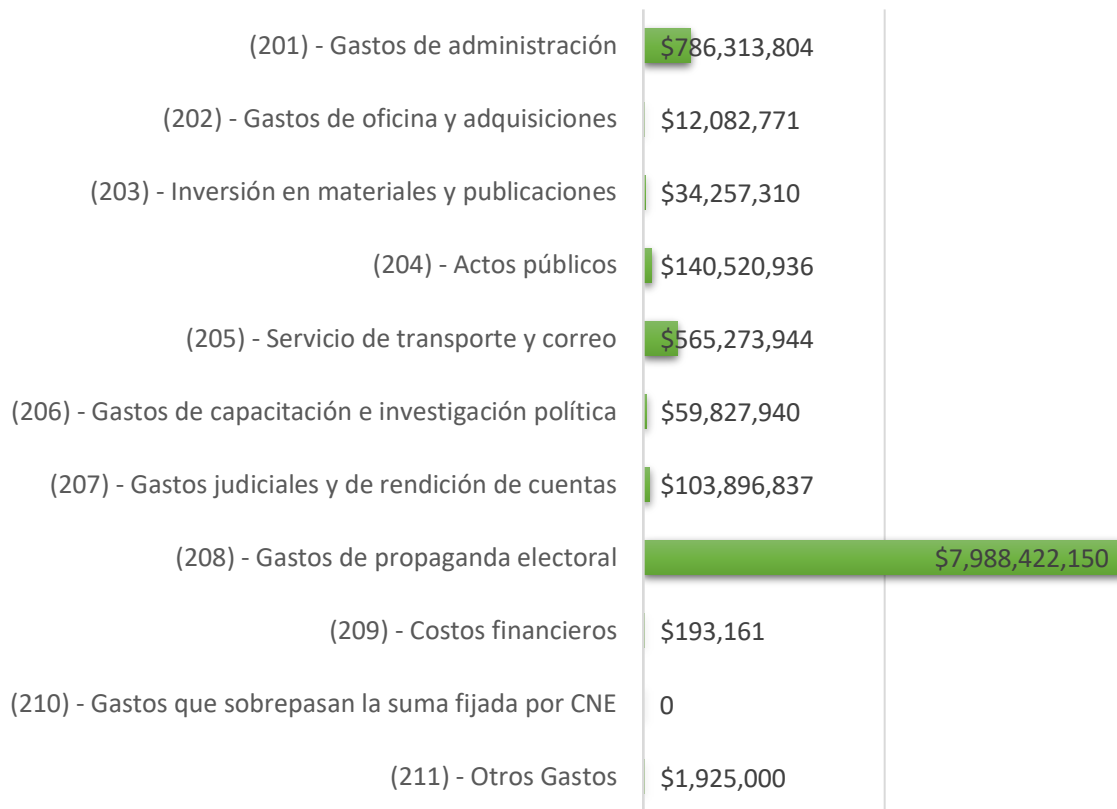 (201) - Gastos de administración $786,313,804
(202) - Gastos de oficina y adquisiciones $12,082,771
(203) - Inversión en materiales y publicaciones $34,257,310
(204) - Actos públicos $140,520,936
(205) - Servicio de transporte y correo $565,273,944
(206) - Gastos de capacitación e investigación política $59,827,940
(207) - Gastos judiciales y de rendición de cuentas $103,896,837
(208) - Gastos de propaganda electoral $7,988,422,150
(209) - Costos financieros $193,161
(210) - Gastos que sobrepasan la suma fijada por CNE 0
(211) - Otros Gastos $1,925,000